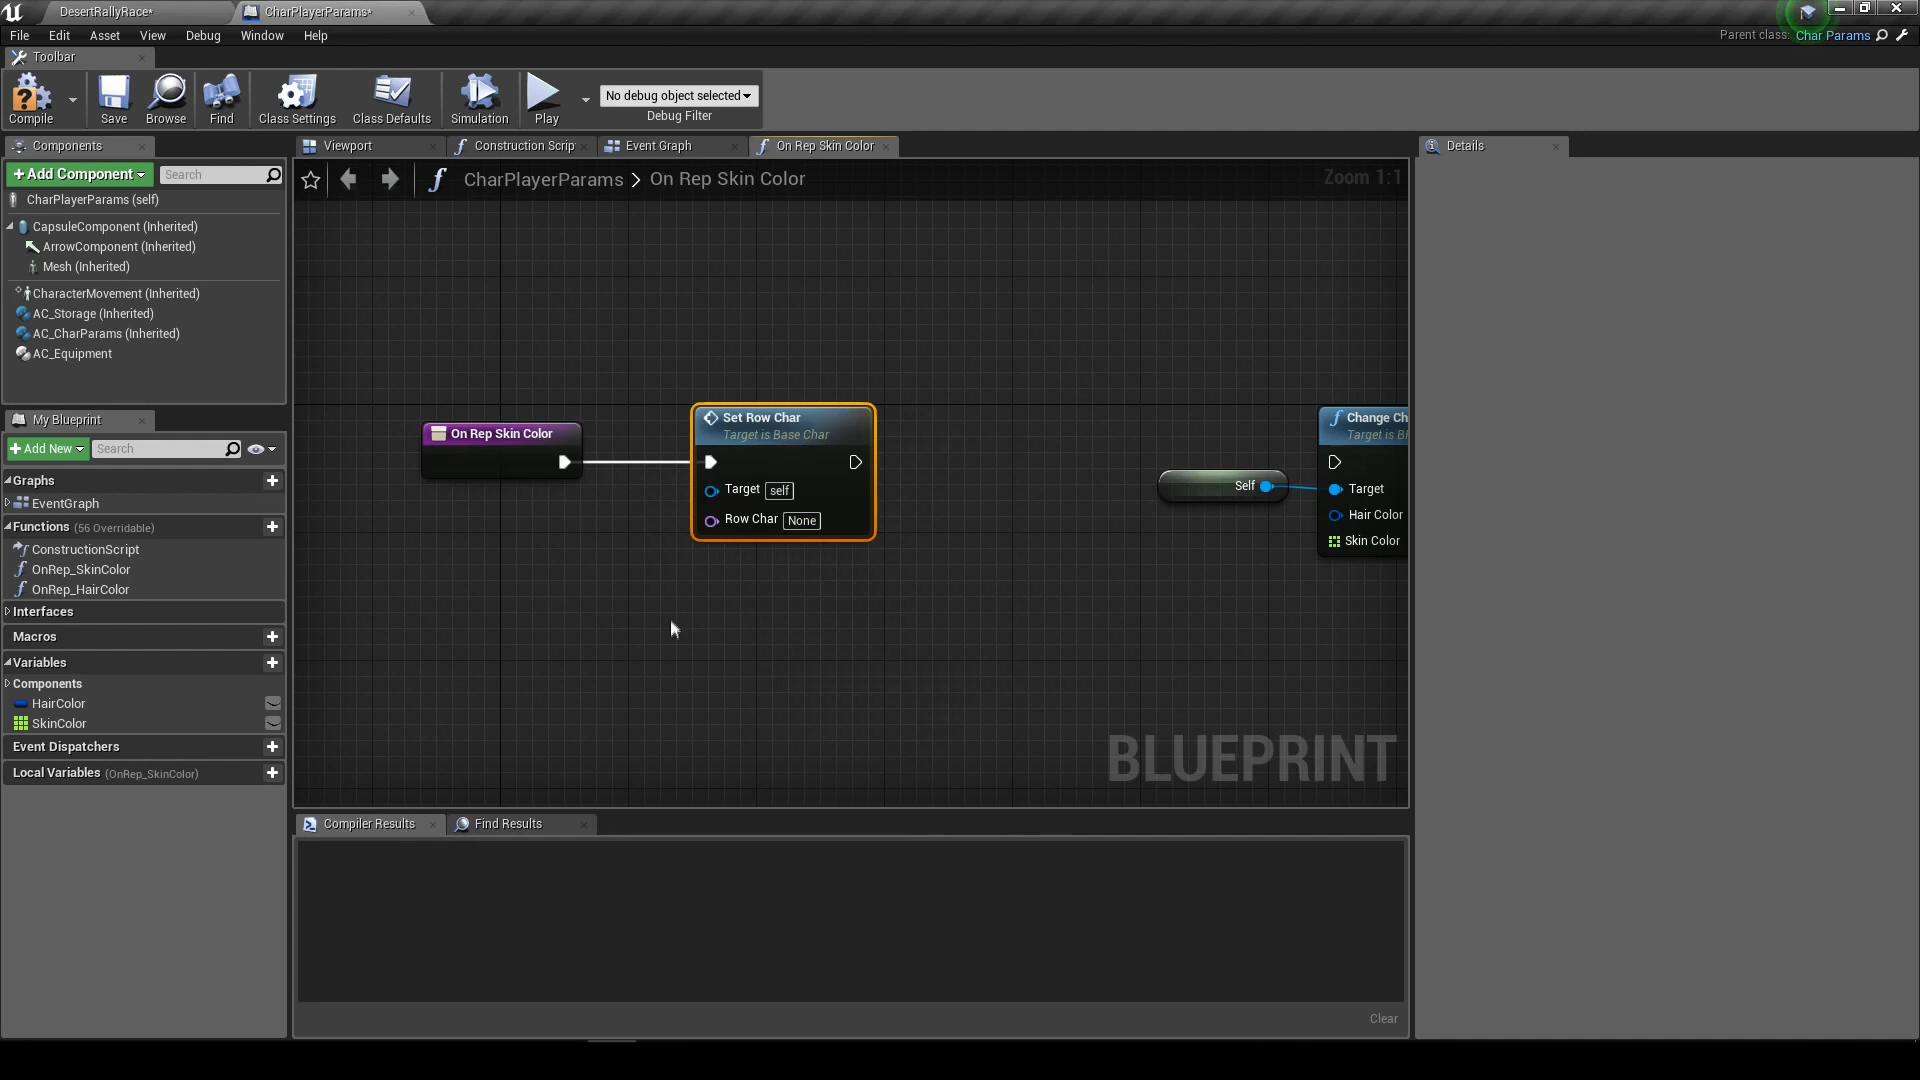 DesertRallyRace*
CharPlayerParams*
File Edit Asset View Debug Window Help
Parent class: Char Params
Toolbar
Compile
Save
Browse
Find
Class Settings
Class Defaults
Simulation
Play
No debug object selected
Debug Filter
Components
+Add Component
Search
CharPlayerParams (self)
CapsuleComponent (Inherited)
ArrowComponent (Inherited)
Mesh (Inherited)
CharacterMovement (Inherited)
AC_Storage (Inherited)
AC_CharParams (Inherited)
AC_Equipment
My Blueprint
+Add New
Search
Graphs
EventGraph
Functions (56 Overridable)
ConstructionScript
OnRep_SkinColor
OnRep_HairColor
Interfaces
Macros
Variables
Components
HairColor
SkinColor
Event Dispatchers
Local Variables (OnRep_SkinColor)
Viewport
Construction Scrip
Event Graph
On Rep Skin Color
CharPlayerParams > On Rep Skin Color
Zoom 1:1
On Rep Skin Color
Set Row Char
Target is Base Char
Target self
Row Char None
Self
Change Ch
Target is
Target
Hair Color
Skin Color
BLUEPRINT
Compiler Results
Find Results
Clear
Details